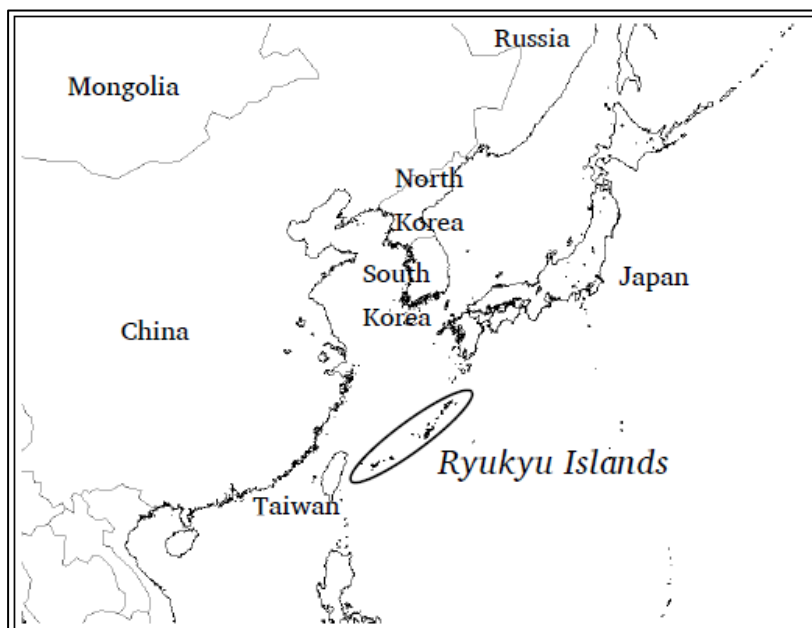 Russia
Mongolia
North
Korea
South
Korea
Japan
China
Ryukyu Islands
Taiwan